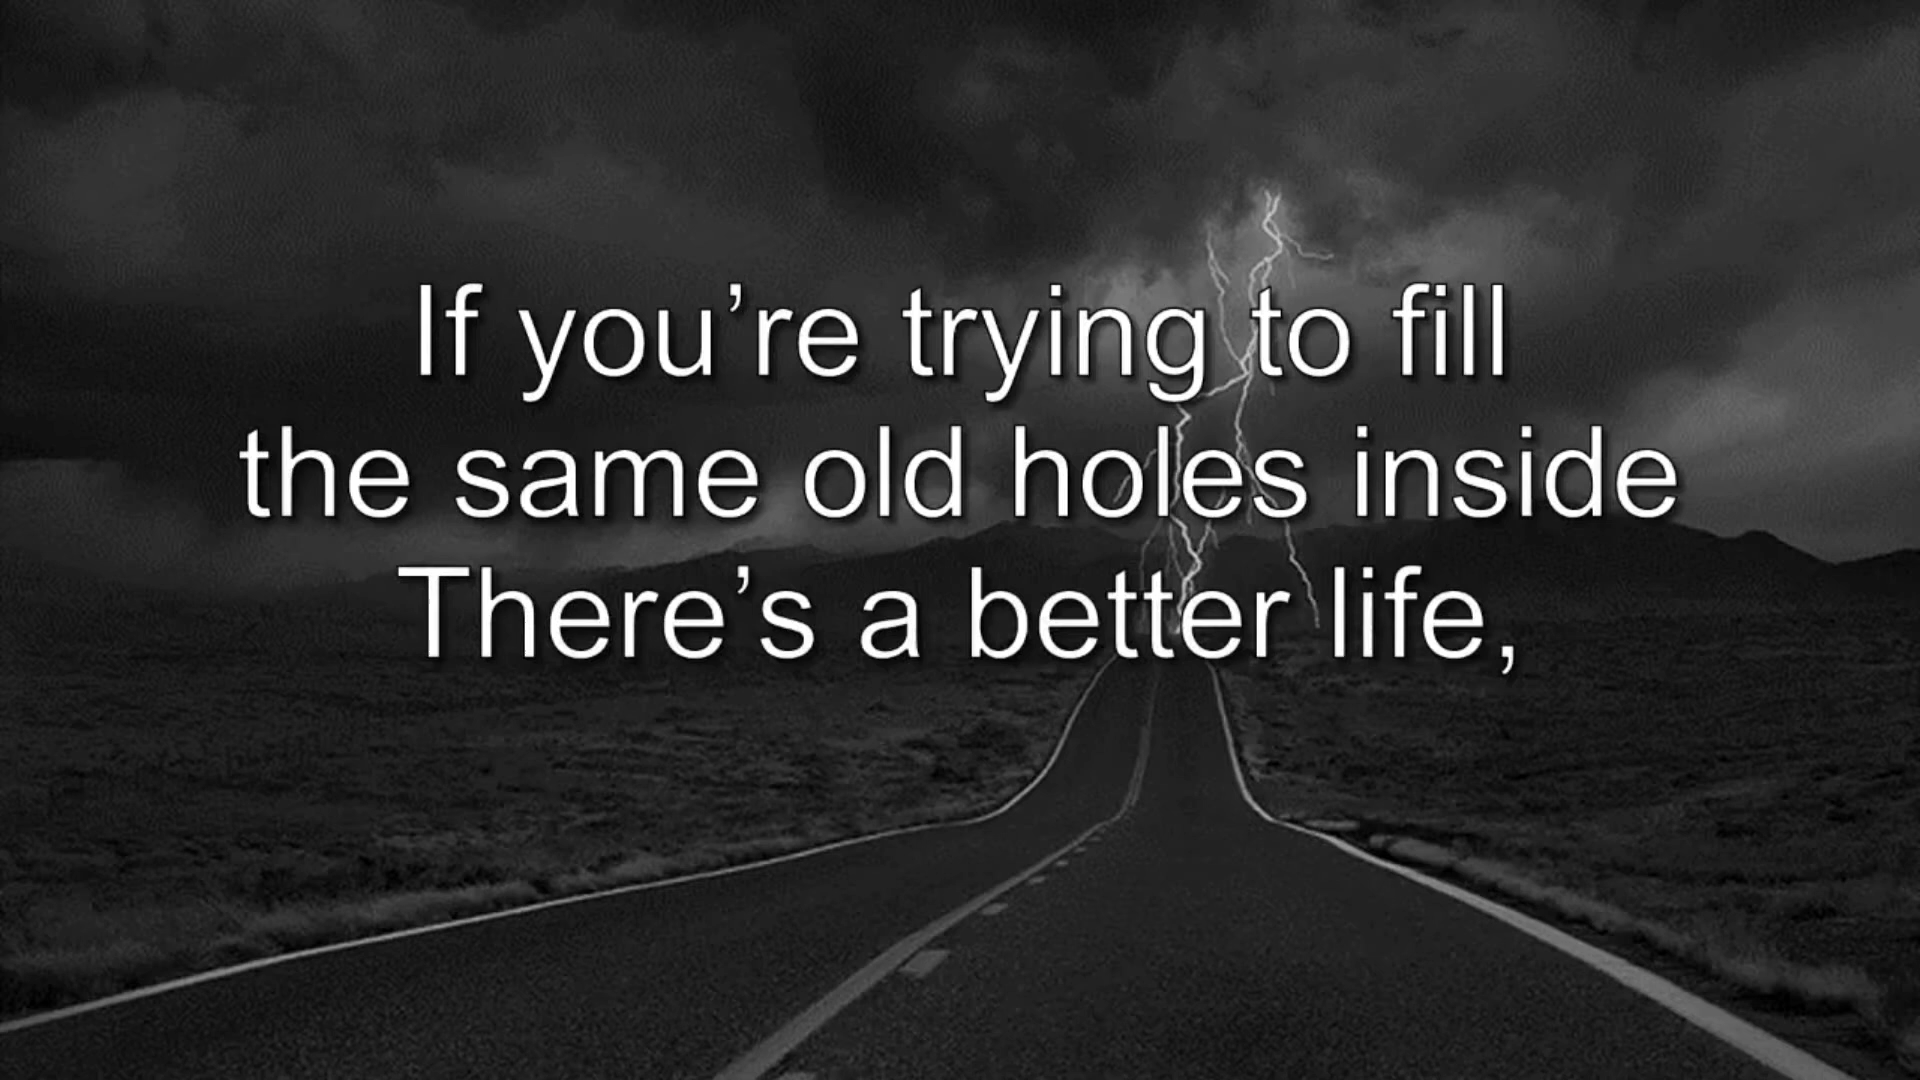 If you’re trying to fill
the same old holes inside
There’s a better life,